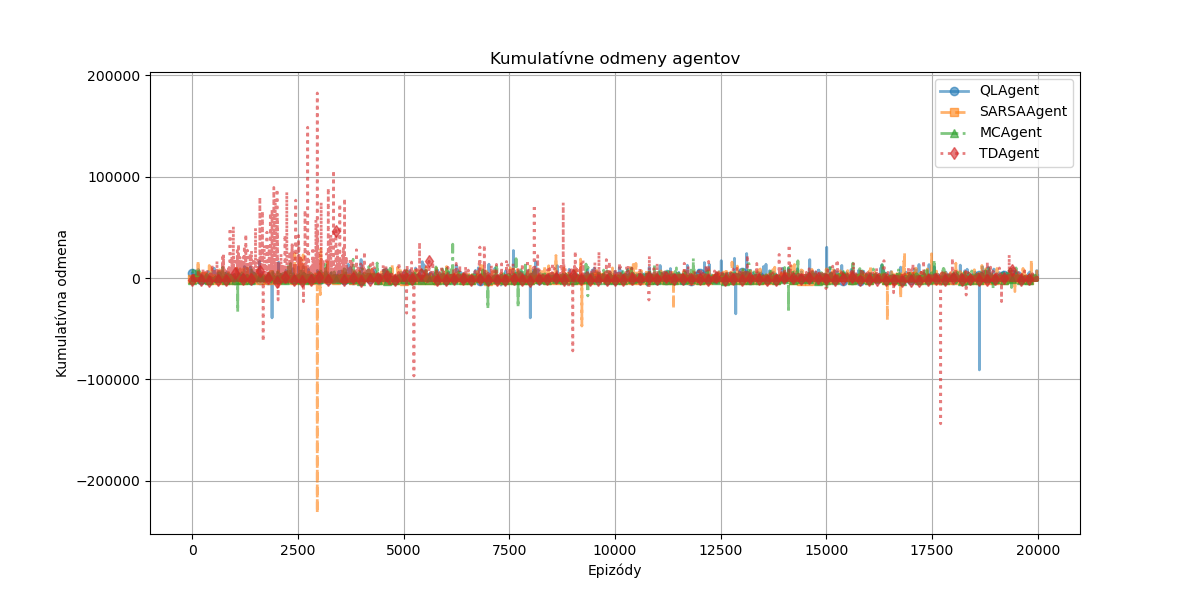 Kumulatívne odmeny agentov
200000
100000
0
−100000
−200000
Kumulatívna odmena
QLAgent
SARSAAgent
MCAgent
TDAgent
0 2500 5000 7500 10000 12500 15000 17500 20000
Epizódy